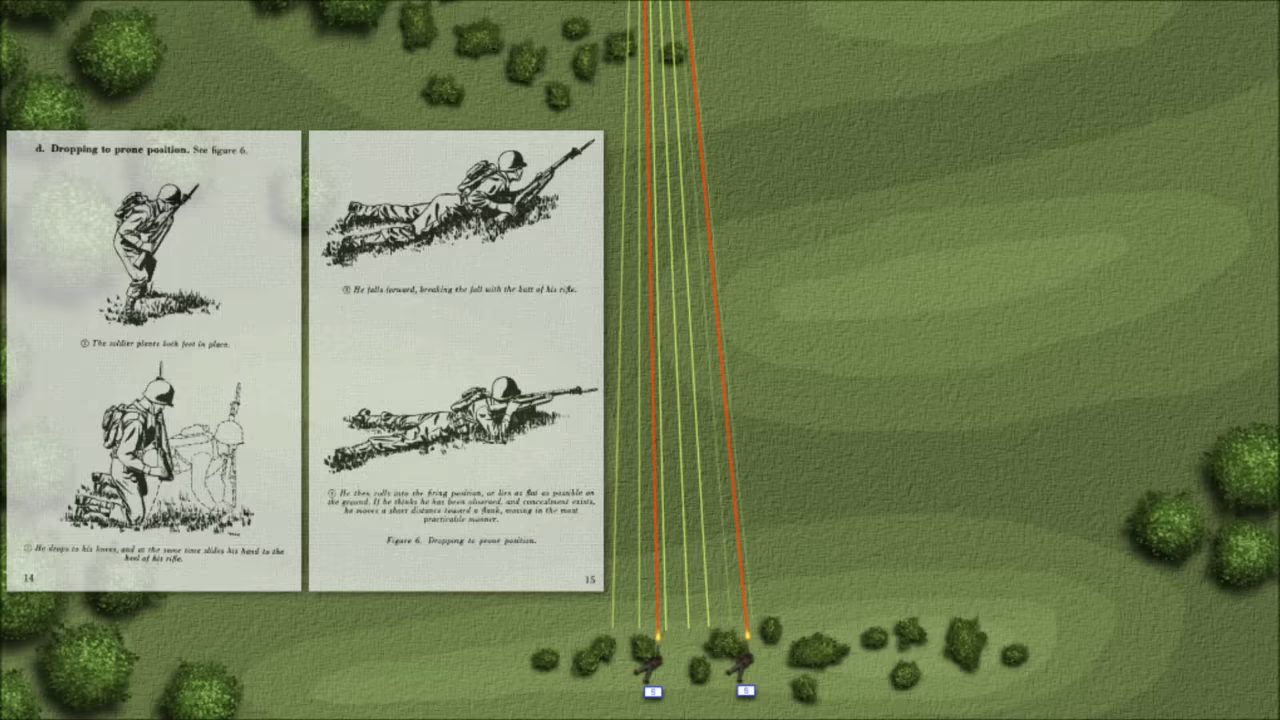 d. Dropping to prone position. See figure 6.
① The soldier plants both feet in place.
② He drops to his knees, and at the same time slides his hand to the
heel of his rifle.
14
③ He falls forward, breaking the fall with the butt of his rifle.
④ He then rolls into the firing position, or lies as flat as possible on
the ground. If he thinks he has been observed, and concealment exists,
he moves a short distance toward a flank, moving in the most
practicable manner.
Figure 6. Dropping to prone position.
15